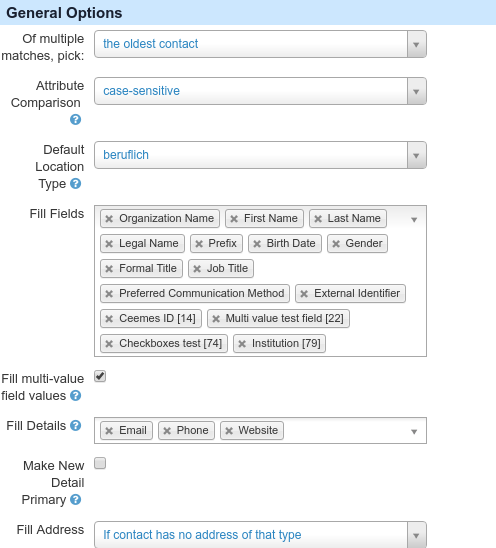 General Options
Of multiple
matches, pick:
the oldest contact
Attribute
Comparison
?
case-sensitive
Default
Location
Type ?
beruflich
Fill Fields
Organization Name First Name Last Name
Legal Name Prefix Birth Date Gender
Formal Title Job Title
Preferred Communication Method External Identifier
Ceemes ID [14] Multi value test field [22]
Checkboxes test [74] Institution [79]
Fill multi-value
field values ?
Fill Details ?
Email Phone Website
Make New
Detail
Primary ?
Fill Address
If contact has no address of that type